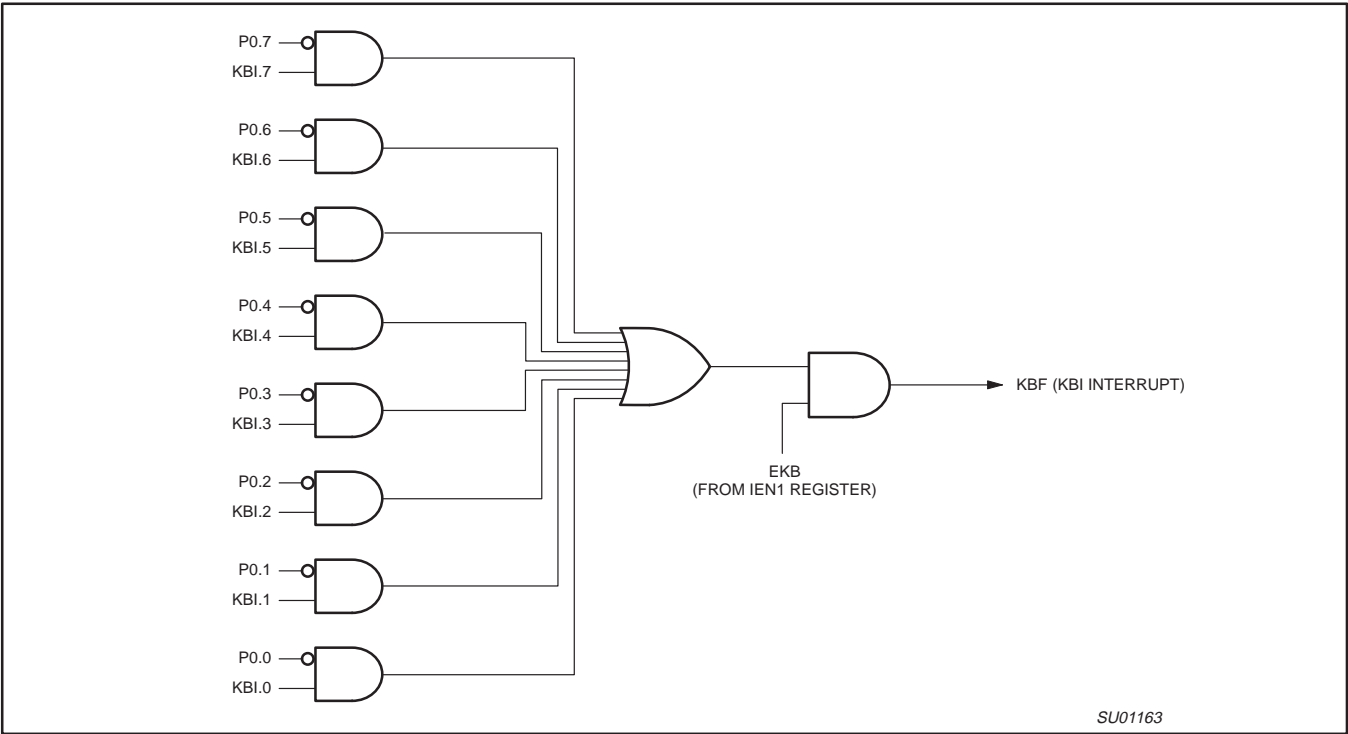 P0.7
KBI.7
P0.6
KBI.6
P0.5
KBI.5
P0.4
KBI.4
P0.3
KBI.3
P0.2
KBI.2
P0.1
KBI.1
P0.0
KBI.0
EKB
(FROM IEN1 REGISTER)
KBF (KBI INTERRUPT)
SU01163